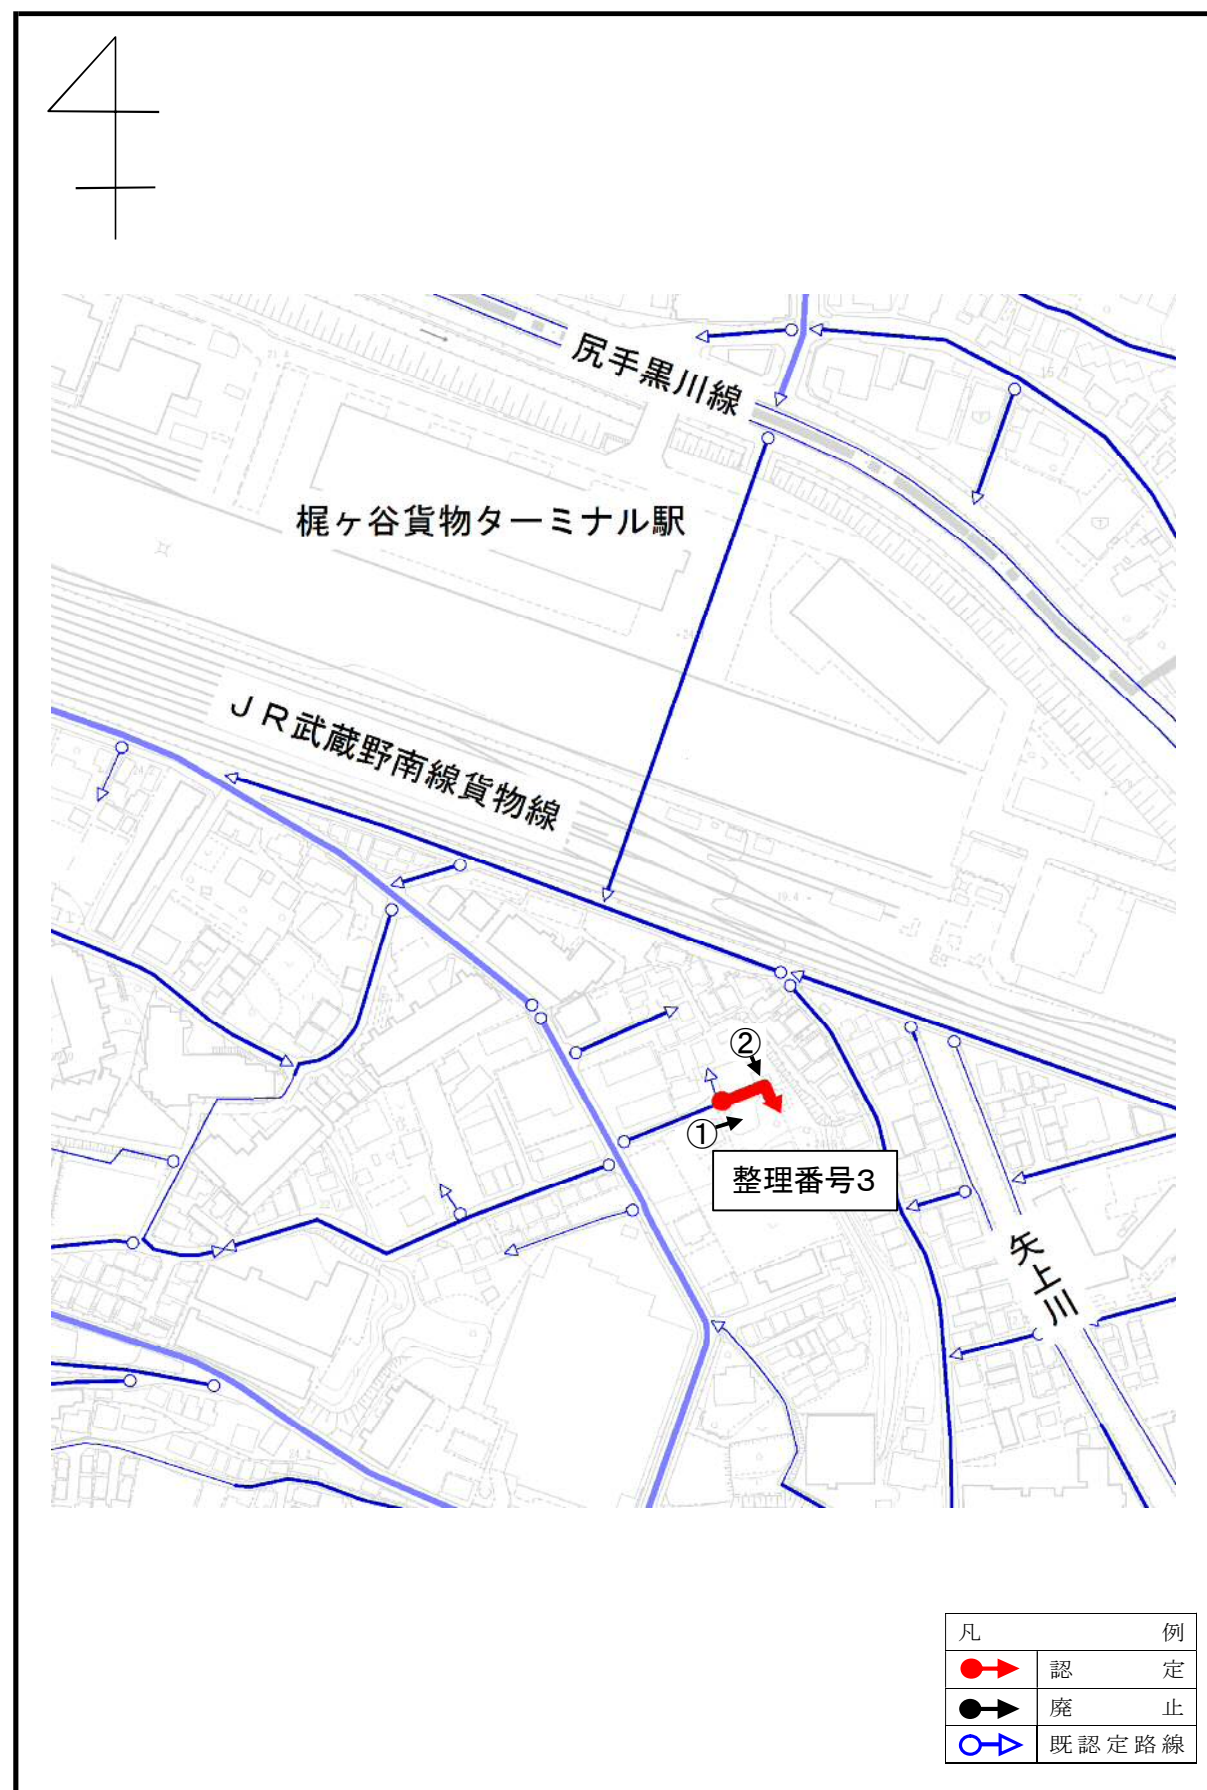 尻手黒川線
梶ヶ谷貨物ターミナル駅
JR武蔵野南線貨物線
②
①
整理番号3
矢上川
凡例
認定
廃止
既認定路線